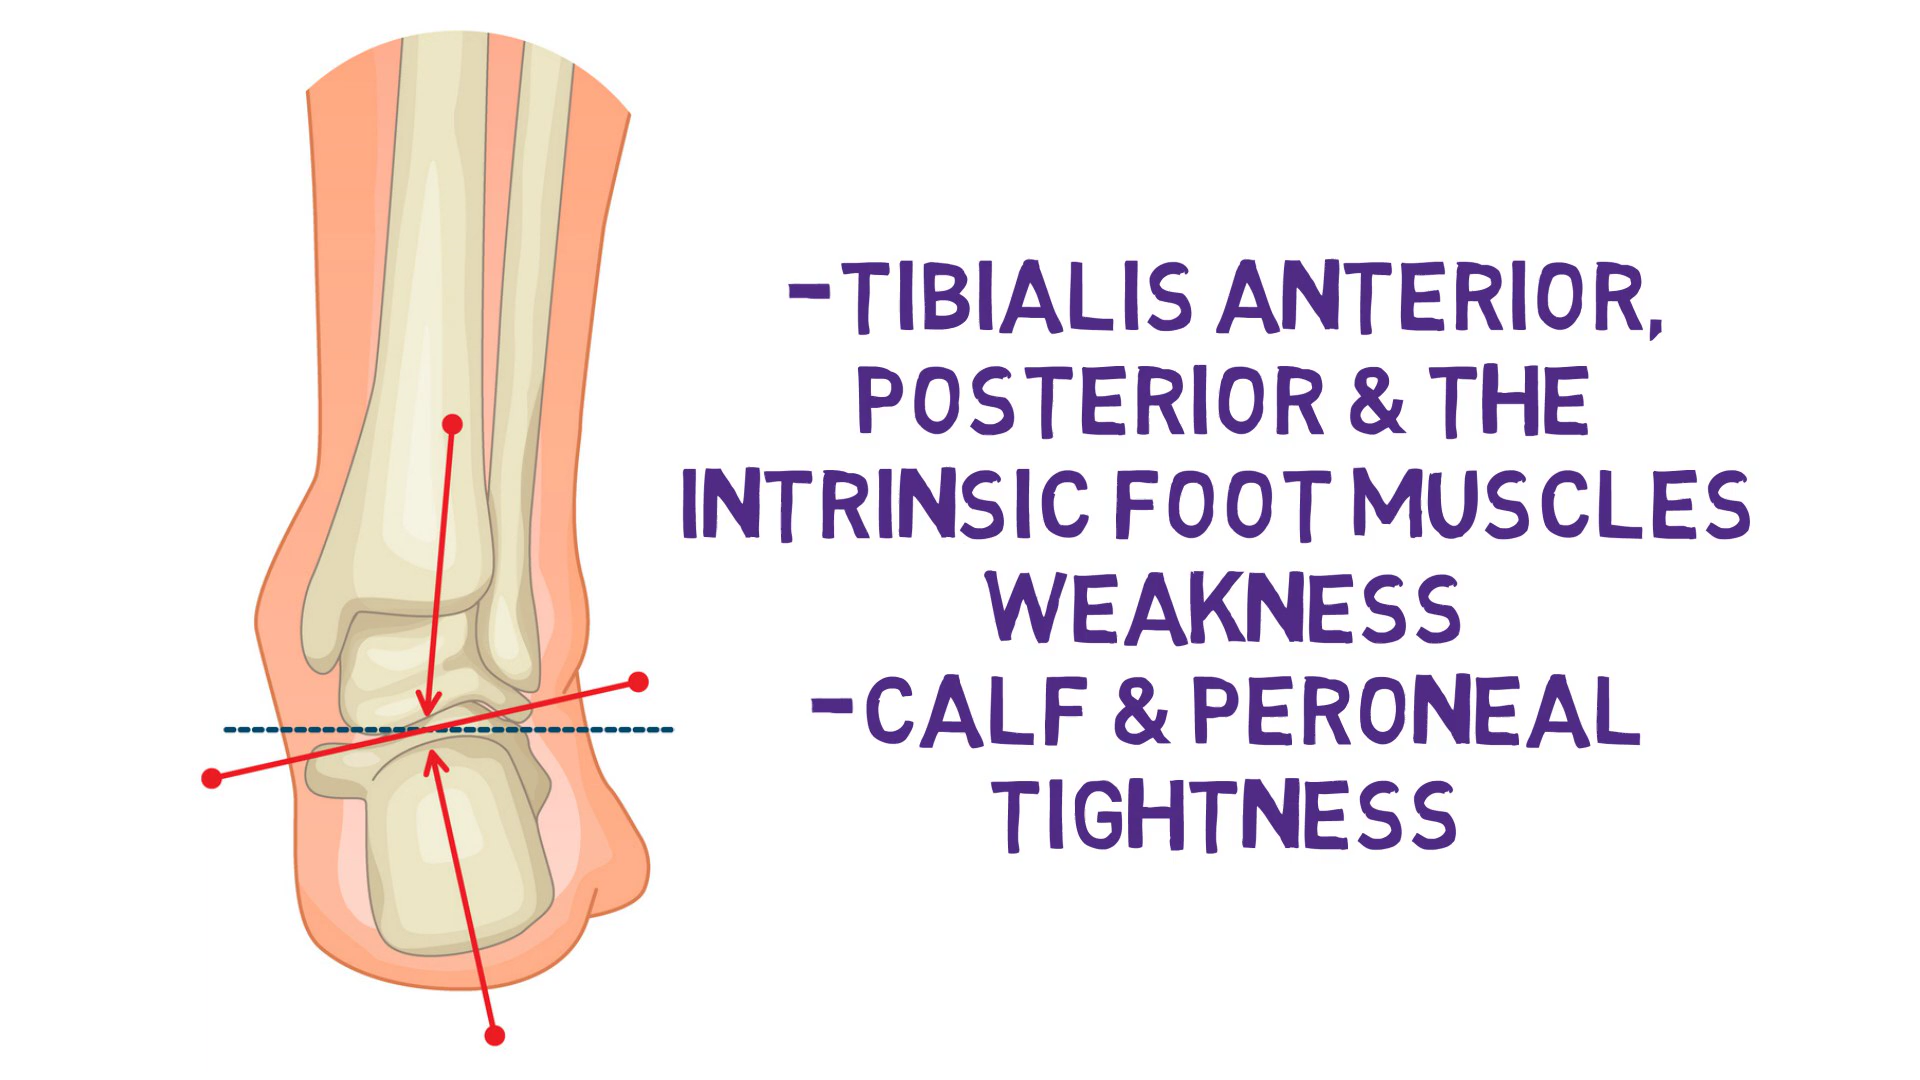 -TIBIALIS ANTERIOR,
POSTERIOR & THE
INTRINSIC FOOT MUSCLES
WEAKNESS
-CALF & PERONEAL
TIGHTNESS